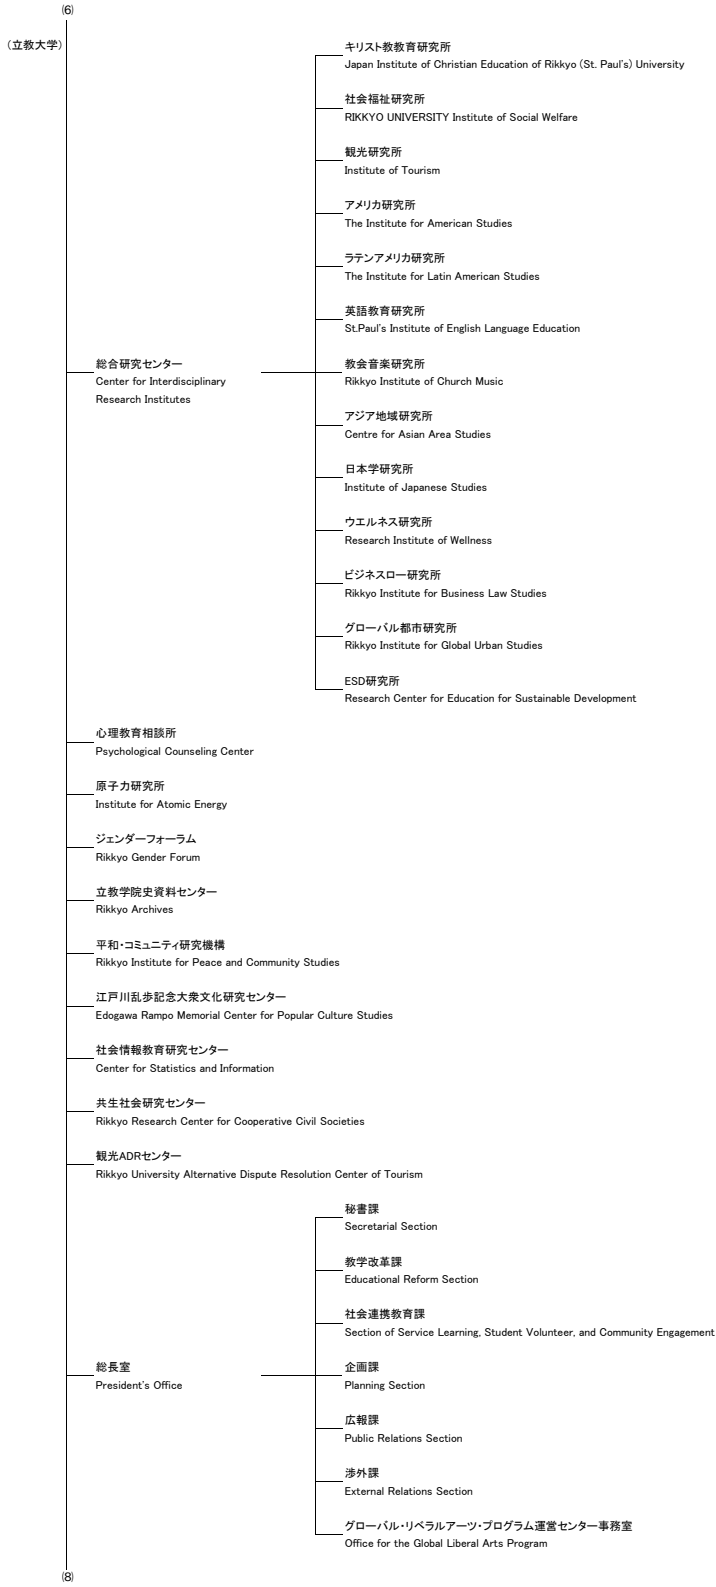 (6)
(立教大学)
キリスト教教育研究所
Japan Institute of Christian Education of Rikkyo (St. Paul's) University
社会福祉研究所
RIKKYO UNIVERSITY Institute of Social Welfare
観光研究所
Institute of Tourism
アメリカ研究所
The Institute for American Studies
ラテンアメリカ研究所
The Institute for Latin American Studies
英語教育研究所
St.Paul's Institute of English Language Education
総合研究センター
Center for Interdisciplinary
Research Institutes
教会音楽研究所
Rikkyo Institute of Church Music
アジア地域研究所
Centre for Asian Area Studies
日本学研究所
Institute of Japanese Studies
ウエルネス研究所
Research Institute of Wellness
ビジネスロー研究所
Rikkyo Institute for Business Law Studies
グローバル都市研究所
Rikkyo Institute for Global Urban Studies
ESD研究所
Research Center for Education for Sustainable Development
心理教育相談所
Psychological Counseling Center
原子力研究所
Institute for Atomic Energy
ジェンダーフォーラム
Rikkyo Gender Forum
立教学院史資料センター
Rikkyo Archives
平和・コミュニティ研究機構
Rikkyo Institute for Peace and Community Studies
江戸川乱歩記念大衆文化研究センター
Edogawa Rampo Memorial Center for Popular Culture Studies
社会情報教育研究センター
Center for Statistics and Information
共生社会研究センター
Rikkyo Research Center for Cooperative Civil Societies
観光ADRセンター
Rikkyo University Alternative Dispute Resolution Center of Tourism
秘書課
Secretarial Section
教学改革課
Educational Reform Section
社会連携教育課
Section of Service Learning, Student Volunteer, and Community Engagement
総長室
President's Office
企画課
Planning Section
広報課
Public Relations Section
渉外課
External Relations Section
グローバル・リベラルアーツ・プログラム運営センター事務室
Office for the Global Liberal Arts Program
(8)